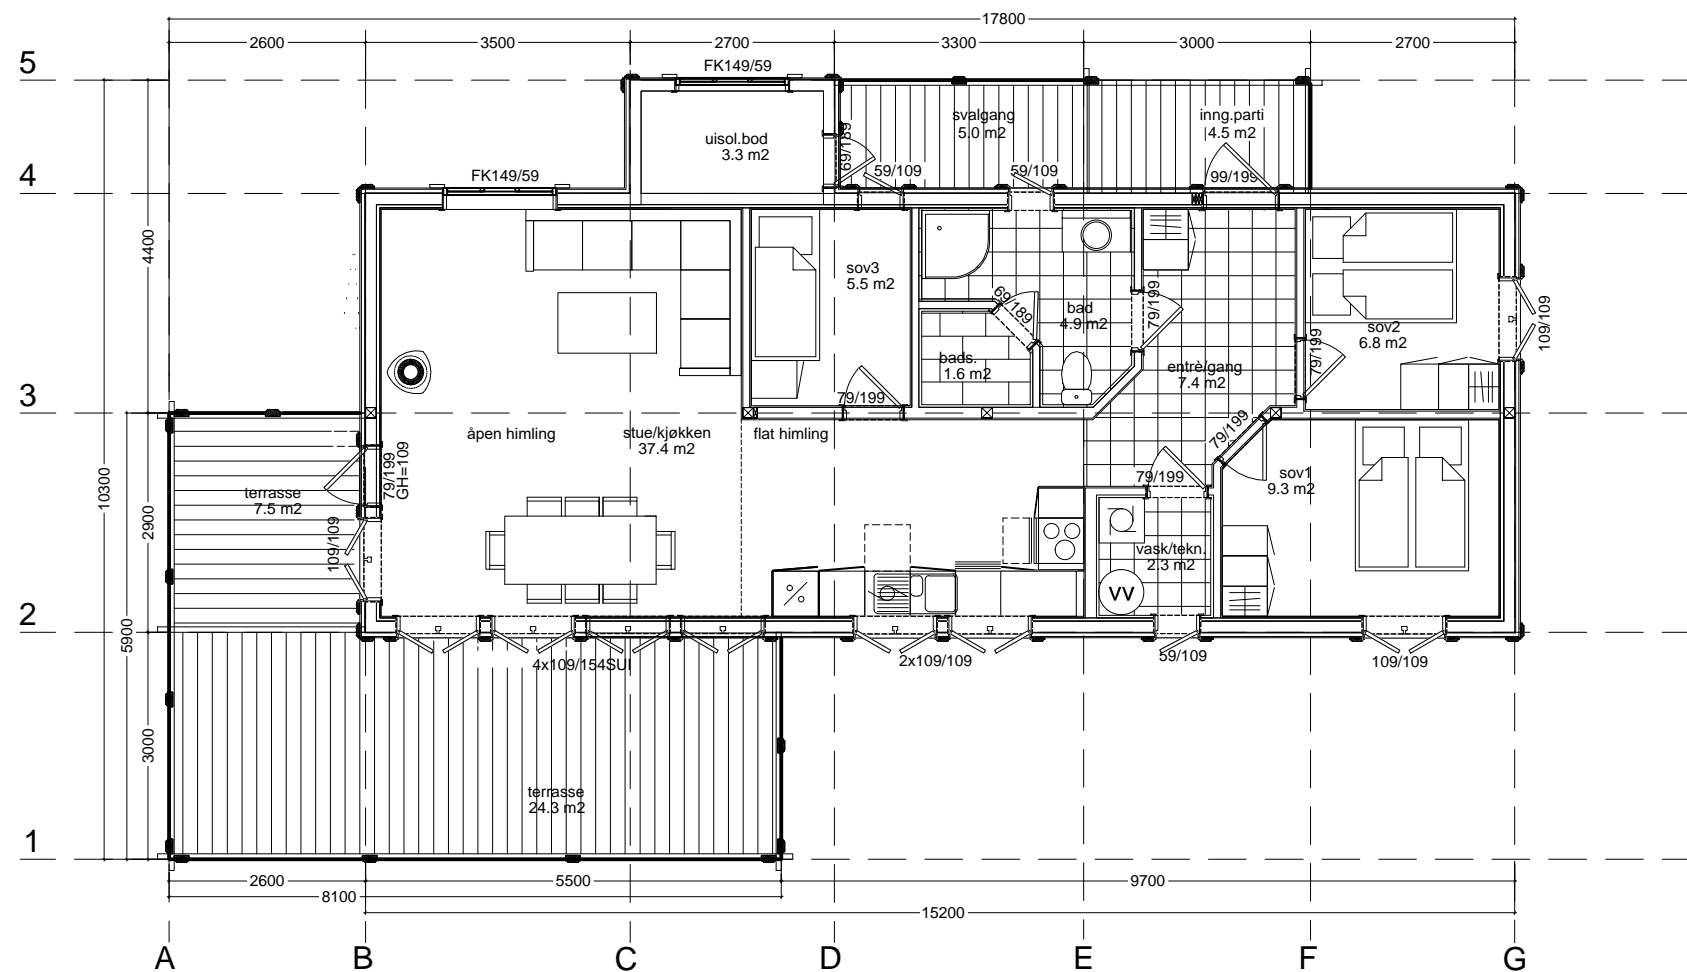 17800
2600
3500
2700
3300
3000
2700
5
FK149/59
svalgang
5.0 m2
inng.parti
4.5 m2
uisol.bod
3.3 m2
69/189
4
FK149/59
59/109
59/109
99/199
4400
sov3
5.5 m2
69/189
bad
4.9 m2
79/199
sov2
6.8 m2
109/109
79/199
bads.
1.6 m2
entrè/gang
7.4 m2
3
79/199
79/199
åpen himling
stue/kjøkken
37.4 m2
flat himling
79/199
GH=109
10300
79/199
sov1
9.3 m2
terrasse
7.5 m2
2900
109/109
vask/tekn.
2.3 m2
%
VV
2
5900
4x109/154SUI
2x109/109
59/109
109/109
3000
terrasse
24.3 m2
1
2600
5500
9700
8100
15200
A
B
C
D
E
F
G